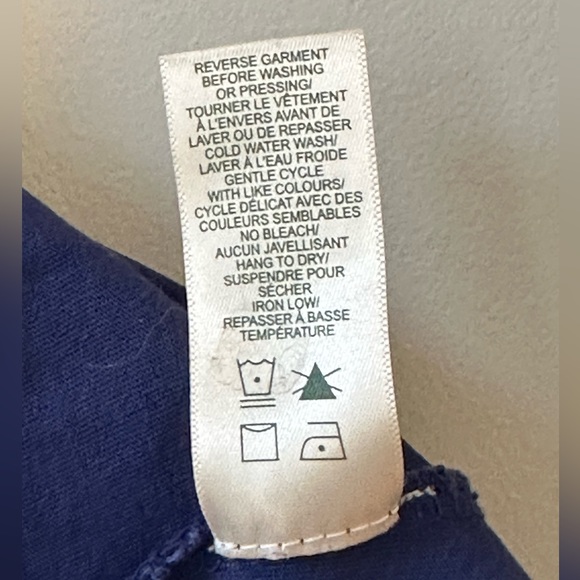 REVERSE GARMENT
BEFORE WASHING
OR PRESSING/
TOURNER LE VÊTEMENT
À L'ENVERS AVANT DE
LAVER OU DE REPASSER
COLD WATER WASH/
LAVER À L'EAU FROIDE
GENTLE CYCLE
WITH LIKE COLOURS/
CYCLE DÉLICAT AVEC DES
COULEURS SEMBLABLES
NO BLEACH/
AUCUN JAVELLISANT
HANG TO DRY/
SUSPENDRE POUR
SÉCHER
IRON LOW/
REPASSER À BASSE
TEMPÉRATURE